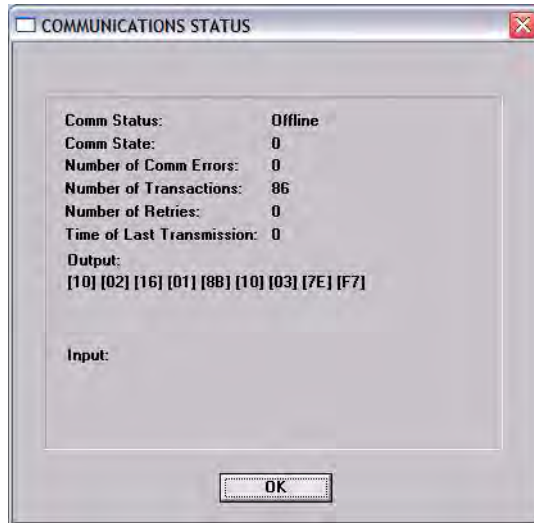 COMMUNICATIONS STATUS
Comm Status: Offline
Comm State: 0
Number of Comm Errors: 0
Number of Transactions: 86
Number of Retries: 0
Time of Last Transmission: 0
Output:
[10] [02] [16] [01] [8B] [10] [03] [7E] [F7]
Input:
OK